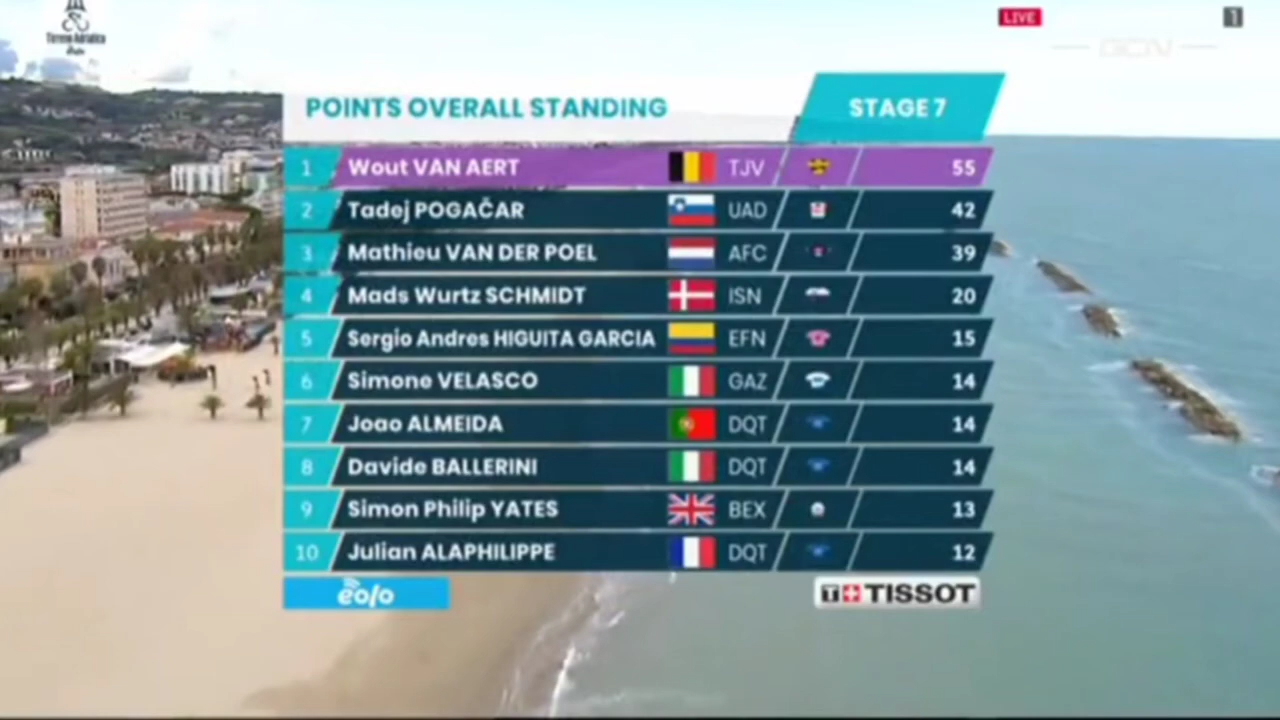 Tirreno Adriatico
LIVE
1
GCN
POINTS OVERALL STANDING STAGE 7
1 Wout VAN AERT TJV 55
2 Tadej POGAČAR UAD 42
3 Mathieu VAN DER POEL AFC 39
4 Mads Wurtz SCHMIDT ISN 20
5 Sergio Andres HIGUITA GARCIA EFN 15
6 Simone VELASCO GAZ 14
7 Joao ALMEIDA DQT 14
8 Davide BALLERINI DQT 14
9 Simon Philip YATES BEX 13
10 Julian ALAPHILIPPE DQT 12
eolo T+ TISSOT